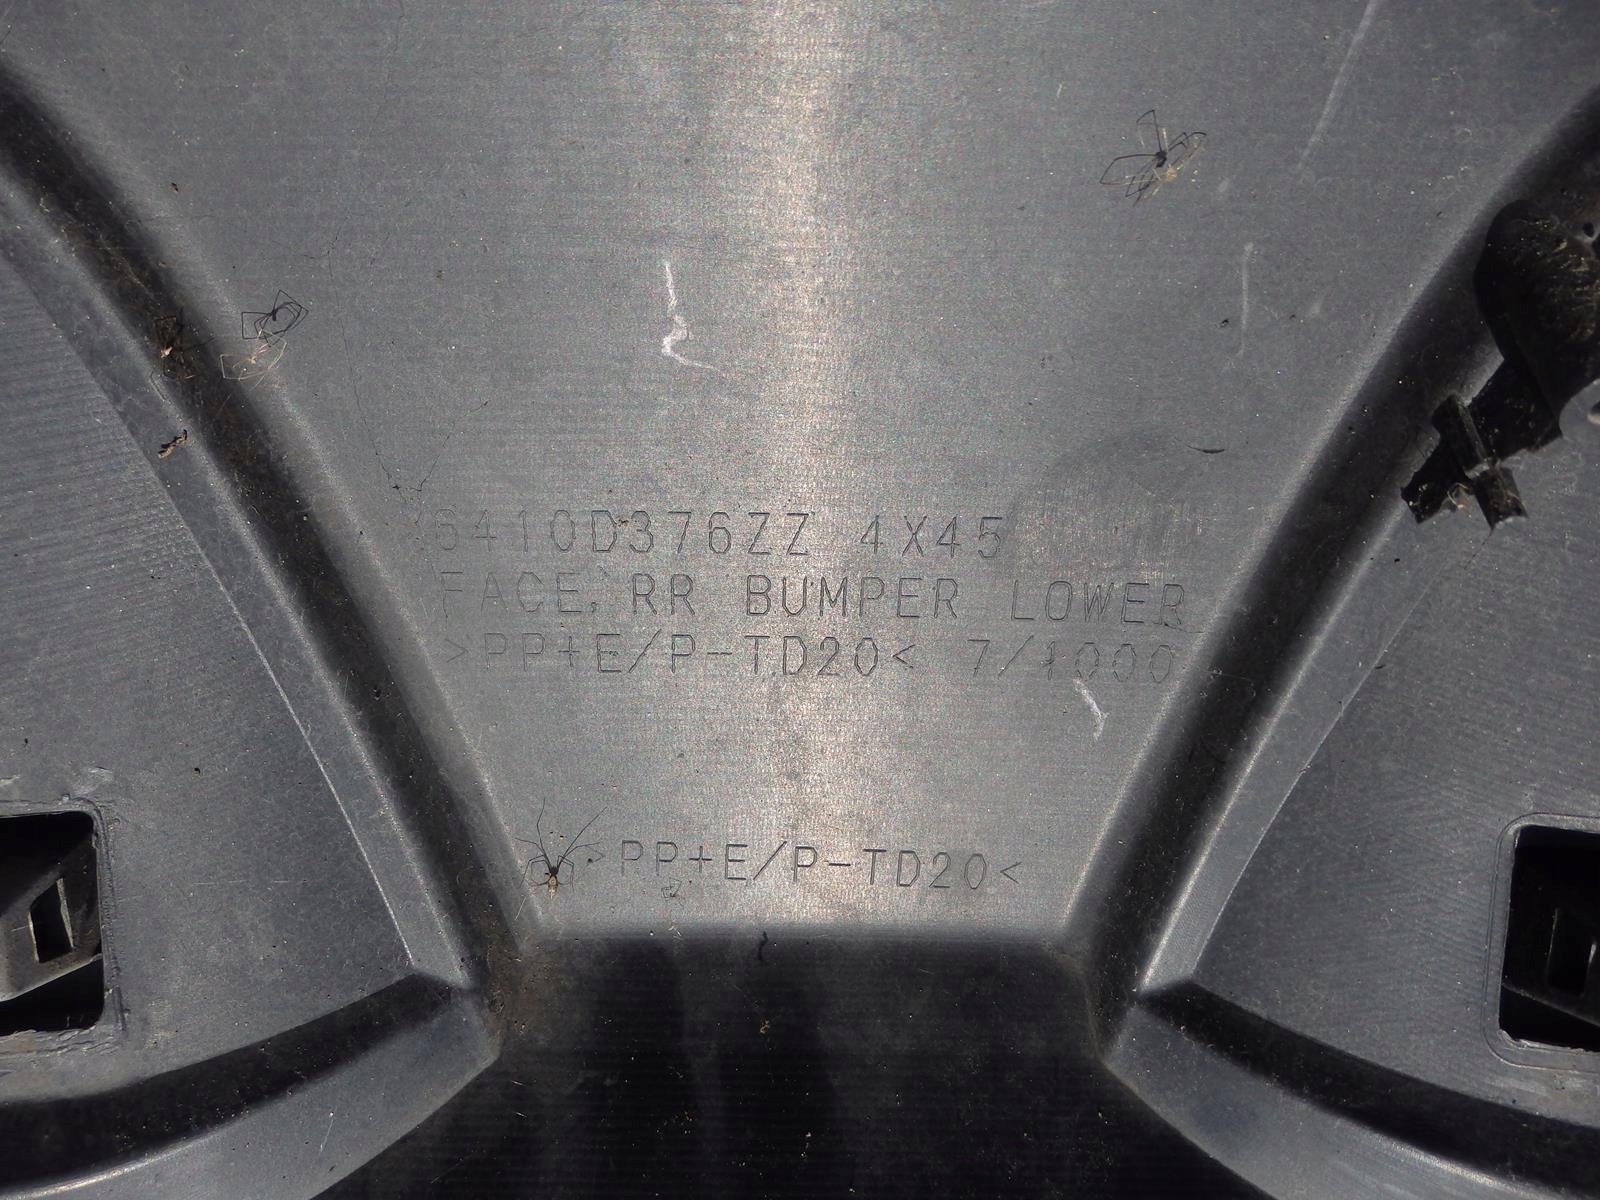 6410D376ZZ 4X45
FACE, RR BUMPER LOWER
>PP+E/P-TD20< 7/1000
>PP+E/P-TD20<